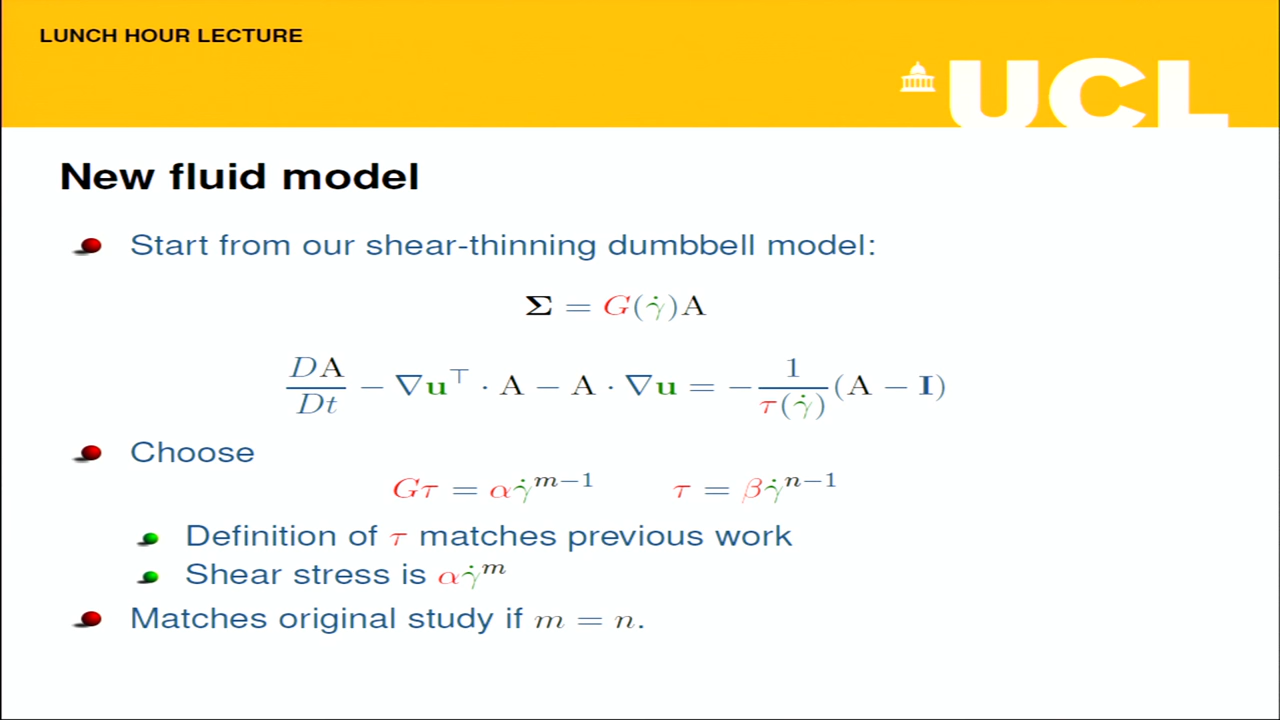 LUNCH HOUR LECTURE
UCL
New fluid model
Start from our shear-thinning dumbbell model:
Σ = G(γ̇)A
DA/Dt − ∇u^⊤ · A − A · ∇u = −1/τ(γ̇) (A − I)
Choose
Gτ = αγ̇^{m−1} τ = βγ̇^{n−1}
Definition of τ matches previous work
Shear stress is αγ̇^m
Matches original study if m = n.